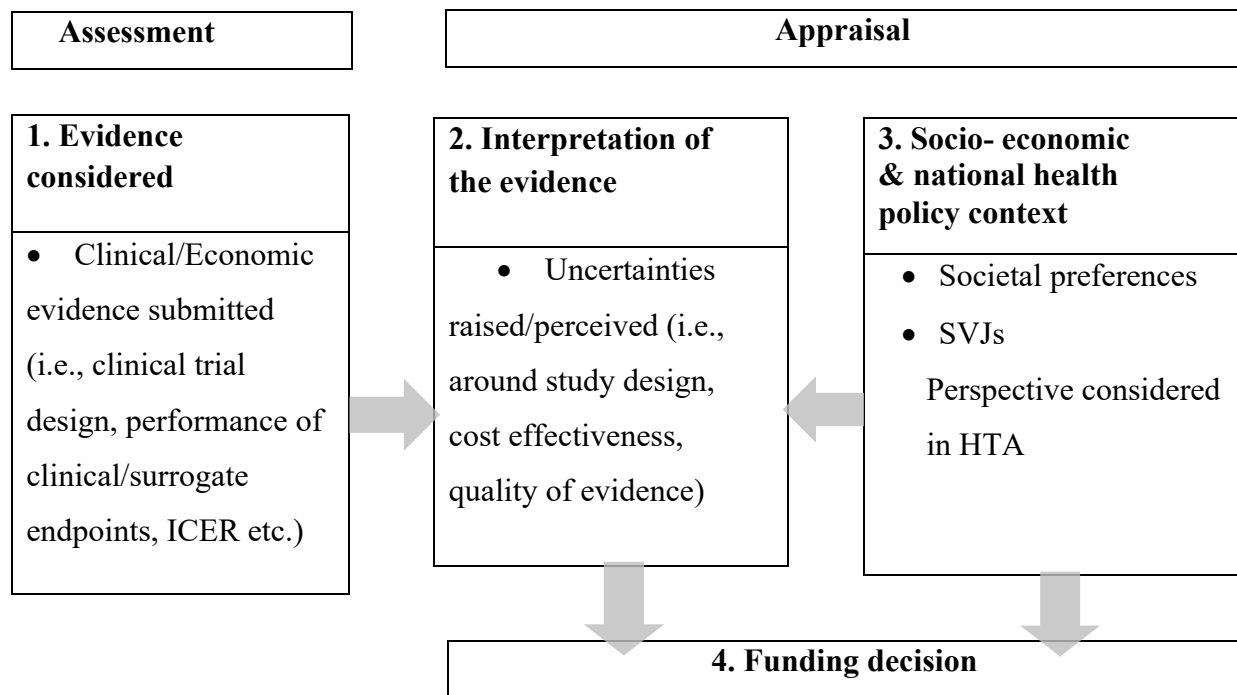 Assessment
Appraisal
1. Evidence
considered
• Clinical/Economic
evidence submitted
(i.e., clinical trial
design, performance of
clinical/surrogate
endpoints, ICER etc.)
2. Interpretation of
the evidence
• Uncertainties
raised/perceived (i.e.,
around study design,
cost effectiveness,
quality of evidence)
3. Socio- economic
& national health
policy context
• Societal preferences
• SVJs
Perspective considered
in HTA
4. Funding decision